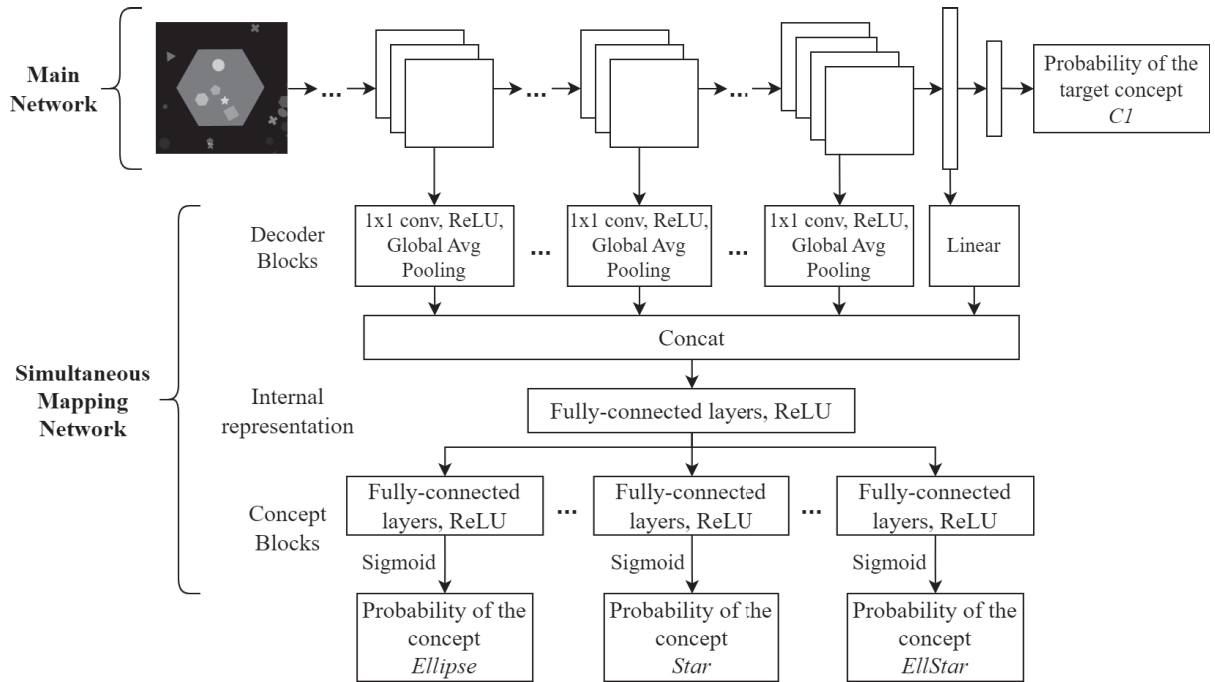 Main
Network
...
...
...
Probability of the
target concept
C1
Decoder
Blocks
1x1 conv, ReLU,
Global Avg
Pooling
...
1x1 conv, ReLU,
Global Avg
Pooling
...
1x1 conv, ReLU,
Global Avg
Pooling
Linear
Concat
Simultaneous
Mapping
Network
Internal
representation
Fully-connected layers, ReLU
Concept
Blocks
Fully-connected
layers, ReLU
...
Fully-connected
layers, ReLU
...
Fully-connected
layers, ReLU
Sigmoid
Sigmoid
Sigmoid
Probability of the
concept
Ellipse
Probability of the
concept
Star
Probability of the
concept
EllStar